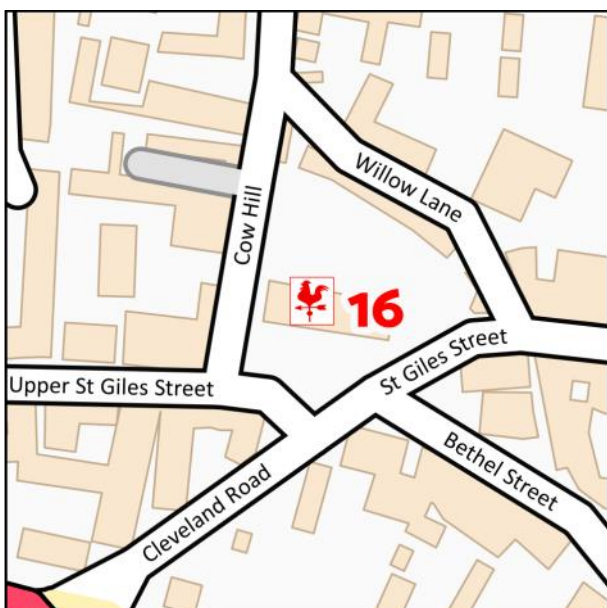 Willow Lane
Cow Hill
16
St Giles Street
Upper St Giles Street
Bethel Street
Cleveland Road